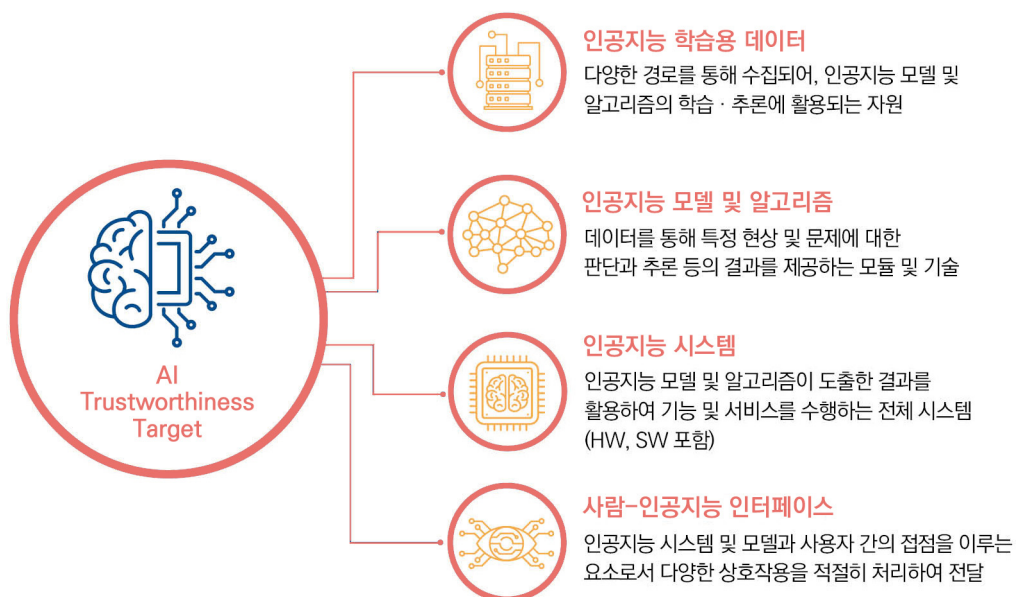 AI
Trustworthiness
Target
인공지능 학습용 데이터
다양한 경로를 통해 수집되어, 인공지능 모델 및
알고리즘의 학습 · 추론에 활용되는 자원
인공지능 모델 및 알고리즘
데이터를 통해 특정 현상 및 문제에 대한
판단과 추론 등의 결과를 제공하는 모듈 및 기술
인공지능 시스템
인공지능 모델 및 알고리즘이 도출한 결과를
활용하여 기능 및 서비스를 수행하는 전체 시스템
(HW, SW 포함)
사람-인공지능 인터페이스
인공지능 시스템 및 모델과 사용자 간의 접점을 이루는
요소로서 다양한 상호작용을 적절히 처리하여 전달